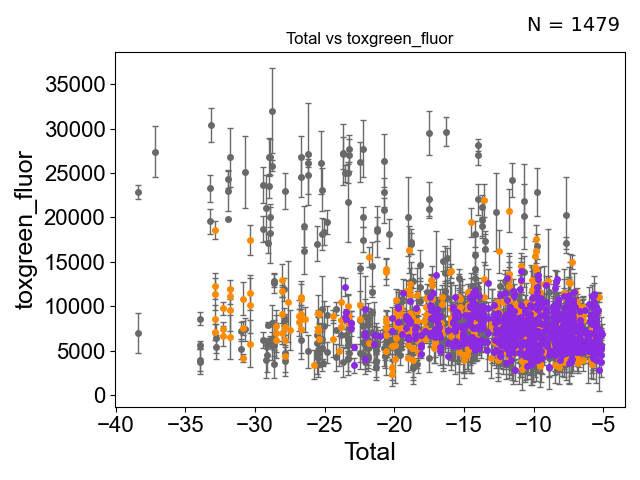 N = 1479
Total vs toxgreen_fluor
toxgreen_fluor
35000
30000
25000
20000
15000
10000
5000
0
−40 −35 −30 −25 −20 −15 −10 −5
Total